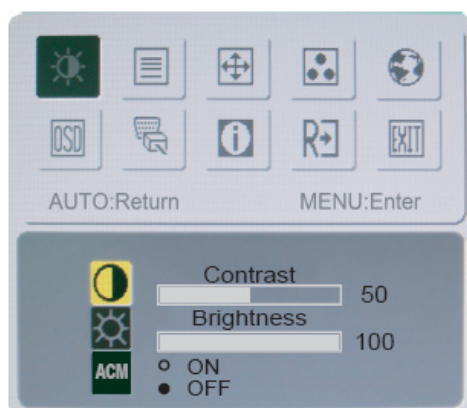 OSD
i
R
EXIT
AUTO:Return MENU:Enter
Contrast
50
Brightness
100
ACM
ON
OFF